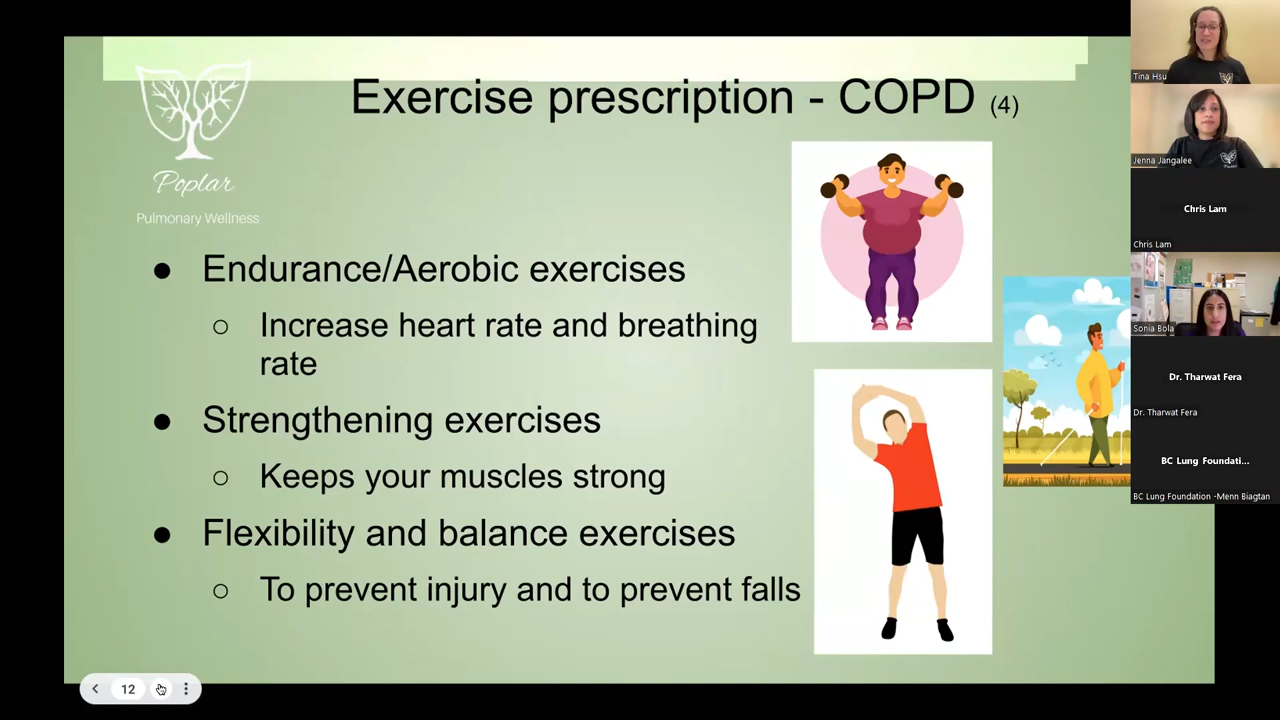 Exercise prescription - COPD (4)
Poplar
Pulmonary Wellness
● Endurance/Aerobic exercises
○ Increase heart rate and breathing
rate
● Strengthening exercises
○ Keeps your muscles strong
● Flexibility and balance exercises
○ To prevent injury and to prevent falls
12
Tina Hsu
Jenna Jangalee
Chris Lam
Chris Lam
Sonia Bola
Dr. Tharwat Fera
Dr. Tharwat Fera
BC Lung Foundati...
BC Lung Foundation -Menn Biagtan